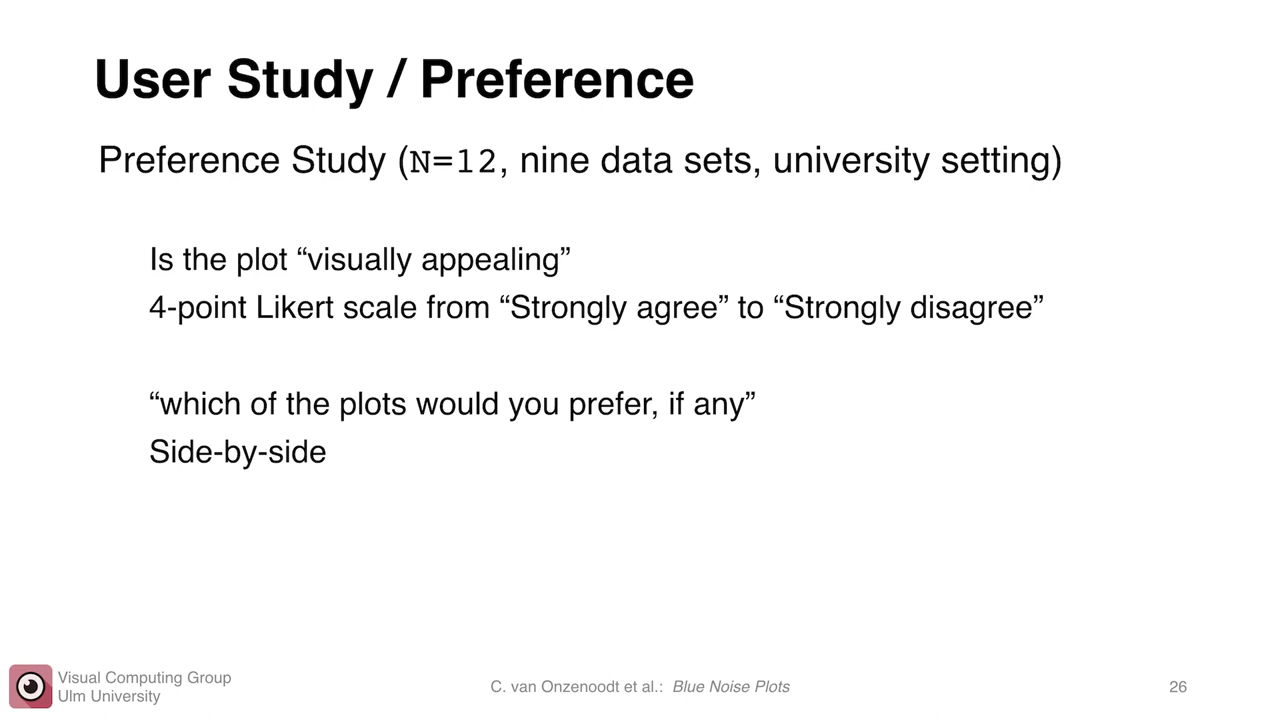 User Study / Preference
Preference Study (N=12, nine data sets, university setting)
Is the plot “visually appealing”
4-point Likert scale from “Strongly agree” to “Strongly disagree”
“which of the plots would you prefer, if any”
Side-by-side
Visual Computing Group
Ulm University
C. van Onzenoodt et al.: Blue Noise Plots
26